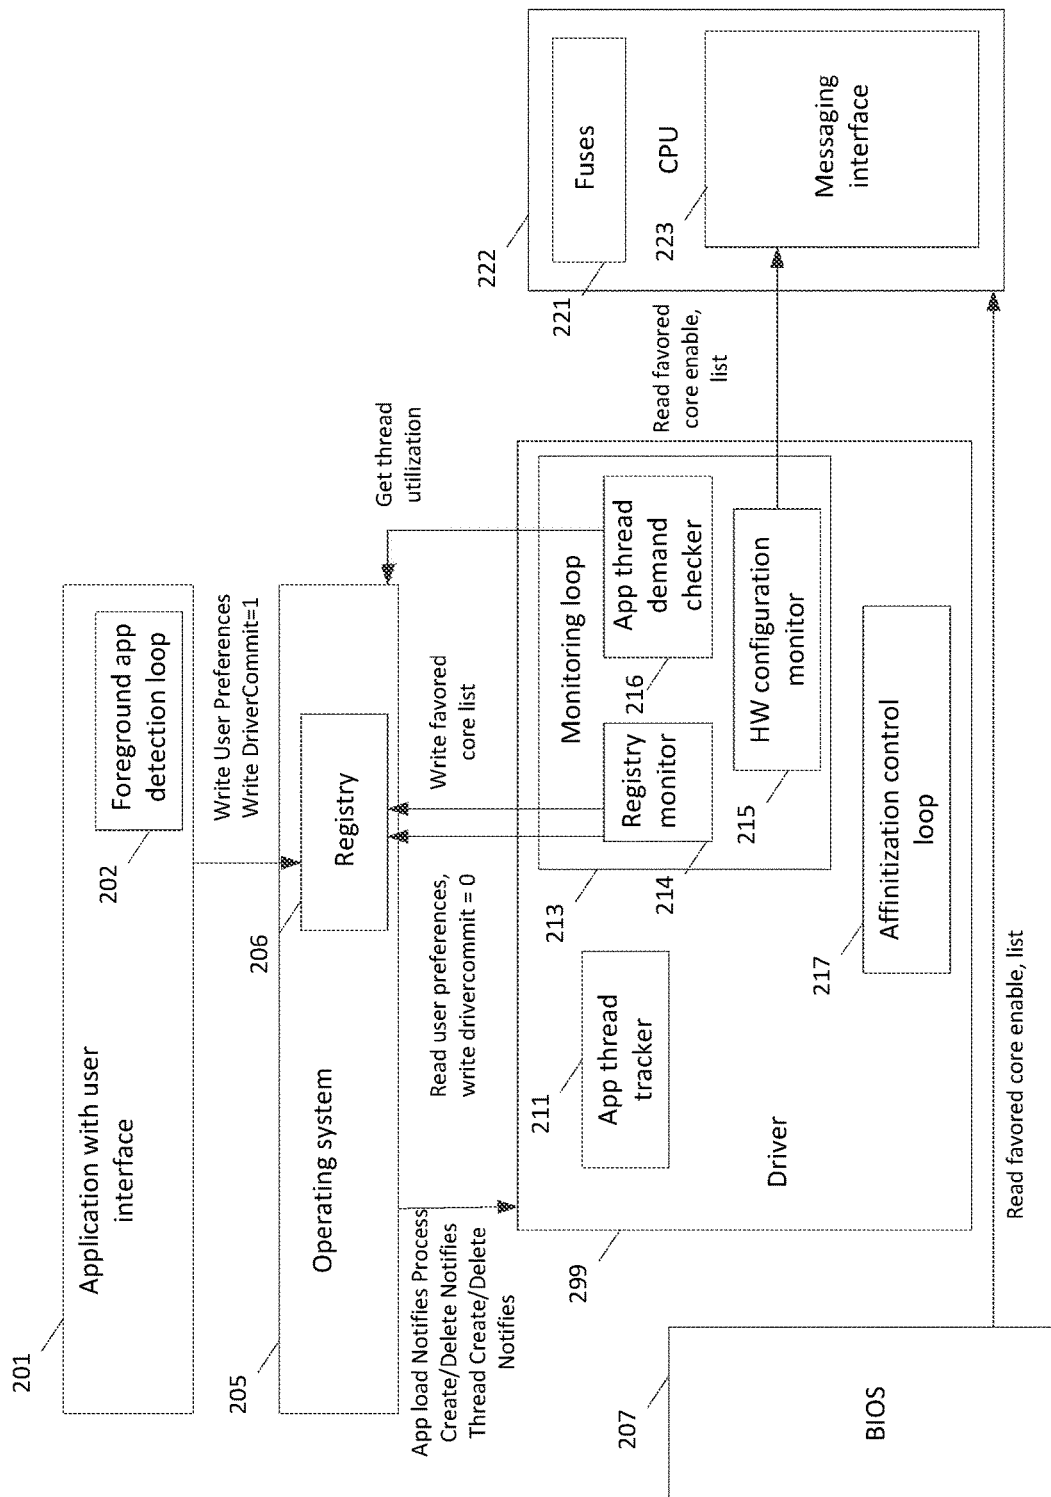 201
Application with user
interface
Foreground app
detection loop
202
Write User Preferences
Write DriverCommit=1
205
Operating system
206
Registry
Get thread
utilization
App load Notifies Process
Create/Delete Notifies
Thread Create/Delete
Notifies
Read user preferences,
write drivercommit = 0
Write favored
core list
299
Driver
211
App thread
tracker
213
Monitoring loop
214
Registry
monitor
216
App thread
demand
checker
215
HW configuration
monitor
217
Affinitization control
loop
Read favored
core enable,
list
222
221
Fuses
CPU
223
Messaging
interface
207
BIOS
Read favored core enable, list